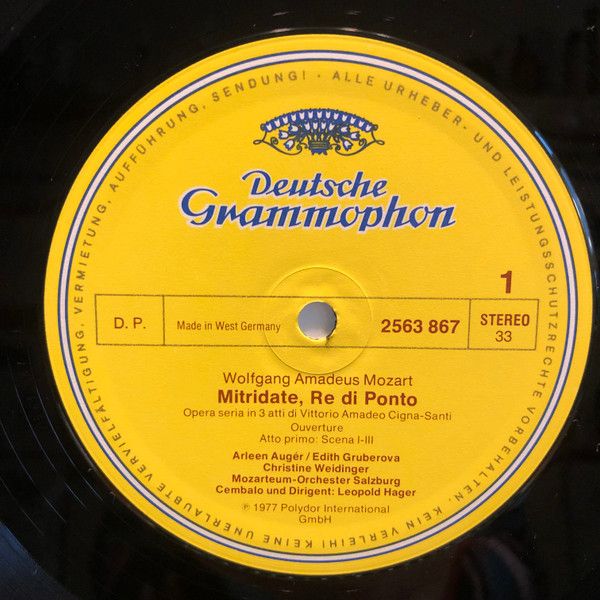 ALLE URHEBER- UND LEISTUNGSSCHUTZRECHTE VORBEHALTEN. KEIN VERLEIH! KEINE UNERLAUBTE VERVIELFÄLTIGUNG, VERMIETUNG, AUFFÜHRUNG, SENDUNG! ·
Deutsche
Grammophon
1
D. P.
Made in West Germany
2563 867
STEREO
33
Wolfgang Amadeus Mozart
Mitridate, Re di Ponto
Opera seria in 3 atti di Vittorio Amadeo Cigna-Santi
Ouverture
Atto primo: Scena I-III
Arleen Augér / Edith Gruberova
Christine Weidinger
Mozarteum-Orchester Salzburg
Cembalo und Dirigent: Leopold Hager
℗ 1977 Polydor International
GmbH